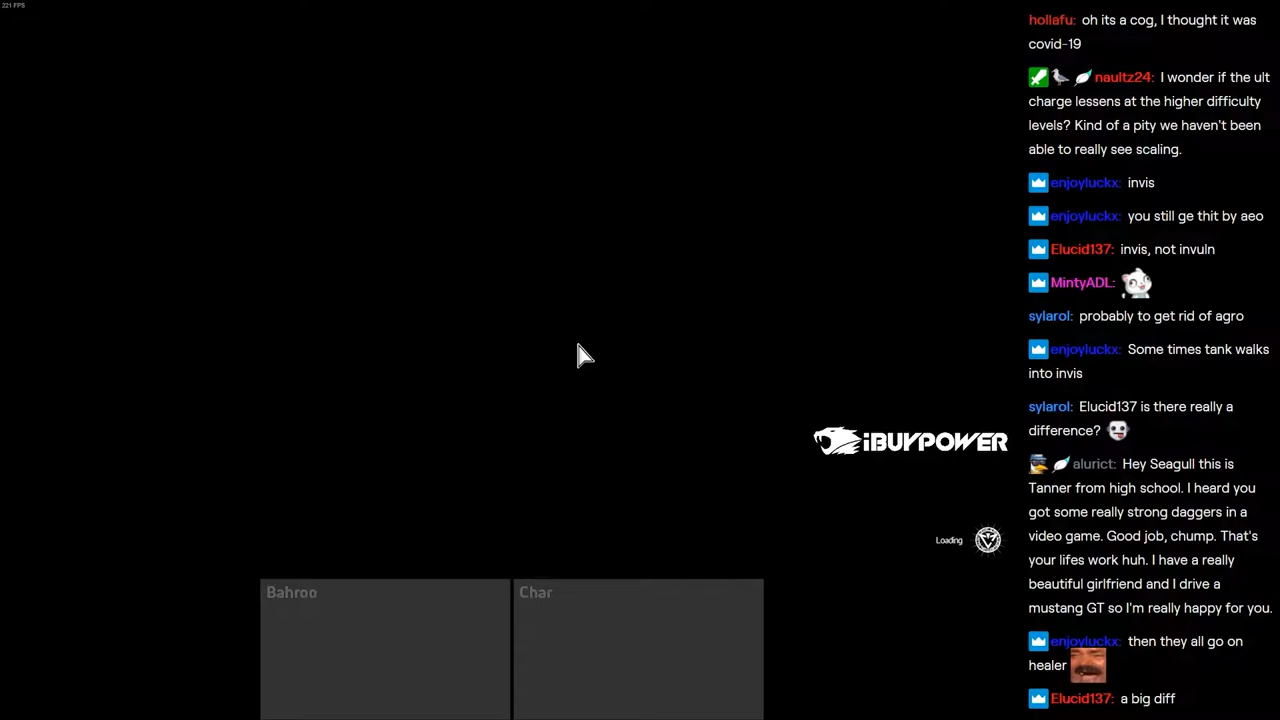 221 FPS
hollafu: oh its a cog, I thought it was
covid-19
naultz24: I wonder if the ult
charge lessens at the higher difficulty
levels? Kind of a pity we haven't been
able to really see scaling.
enjoyluckx: invis
enjoyluckx: you still ge thit by aeo
Elucid137: invis, not invuln
MintyADL:
sylarol: probably to get rid of agro
enjoyluckx: Some times tank walks
into invis
sylarol: Elucid137 is there really a
difference?
alurict: Hey Seagull this is
Tanner from high school. I heard you
got some really strong daggers in a
video game. Good job, chump. That's
your lifes work huh. I have a really
beautiful girlfriend and I drive a
mustang GT so I'm really happy for you.
enjoyluckx: then they all go on
healer
Elucid137: a big diff
iBUYPOWER
Loading
Bahroo
Char